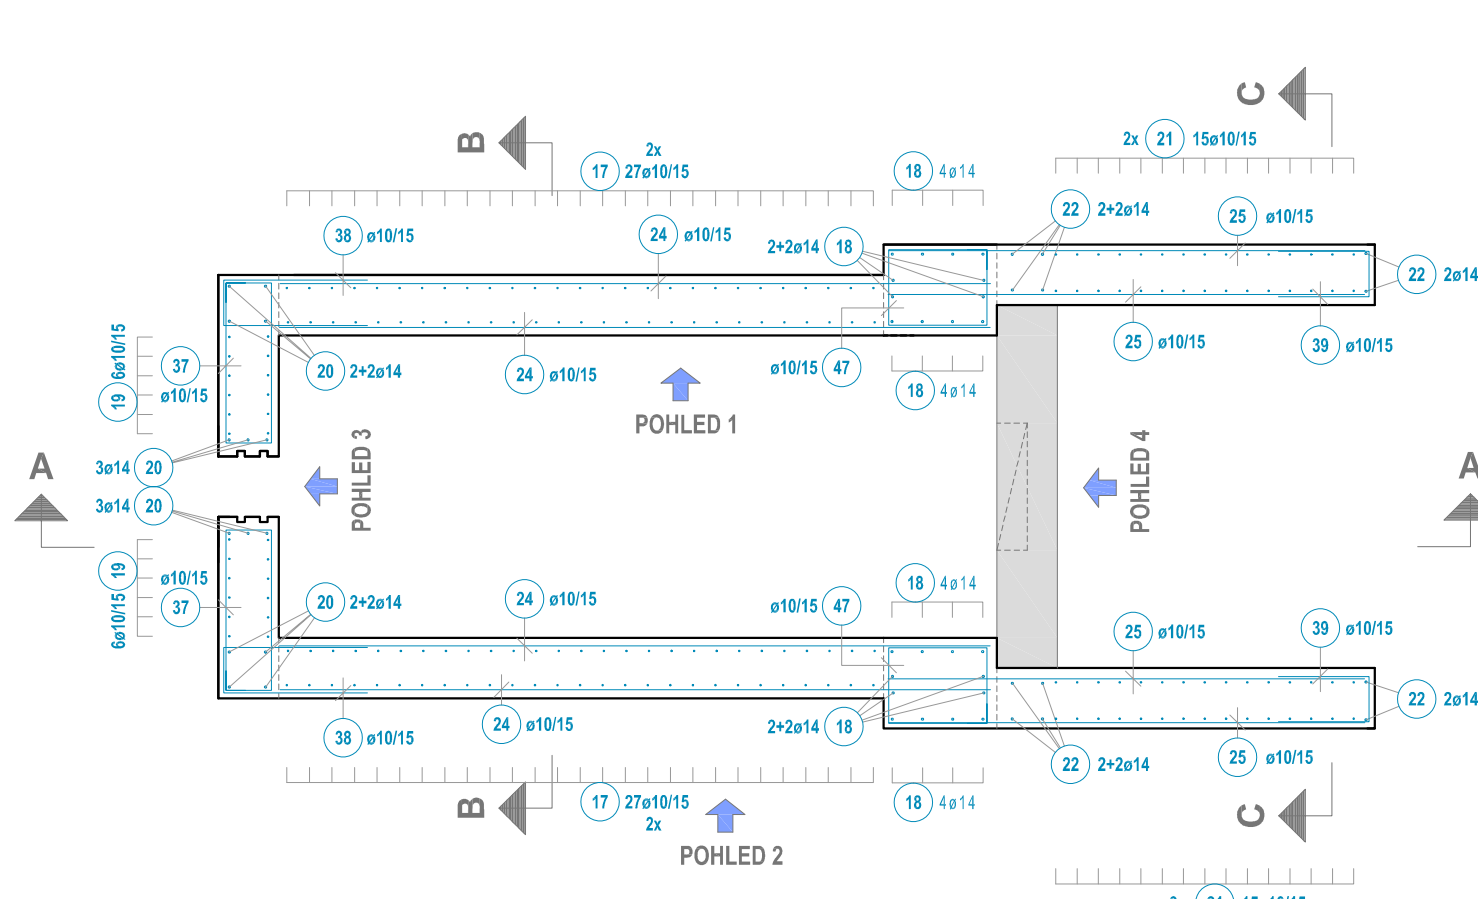 C
2x 21 15ø10/15
B
2x
17 27ø10/15
18 4ø14
22 2+2ø14
25 ø10/15
38 ø10/15
24 ø10/15
2+2ø14 18
22 2ø14
6ø10/15
19
37
ø10/15
20 2+2ø14
24 ø10/15
ø10/15 47
25 ø10/15
39 ø10/15
18 4ø14
POHLED 1
A
3ø14 20
POHLED 3
POHLED 4
A
3ø14 20
19
6ø10/15
ø10/15
37
20 2+2ø14
24 ø10/15
ø10/15 47
18 4ø14
25 ø10/15
39 ø10/15
22 2ø14
38 ø10/15
24 ø10/15
2+2ø14 18
22 2+2ø14
25 ø10/15
B
17 27ø10/15
2x
18 4ø14
C
POHLED 2